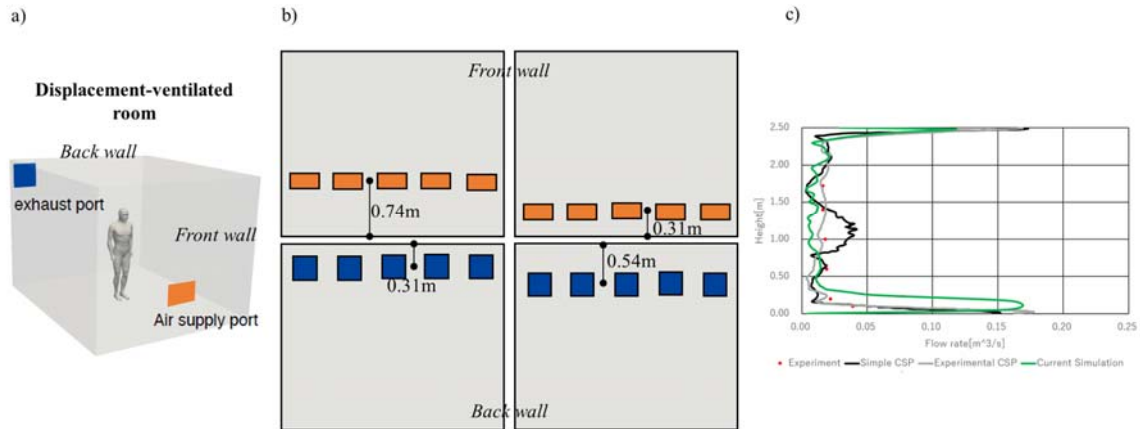 a)
Displacement-ventilated
room
Back wall
exhaust port
Front wall
Air supply port
b)
Front wall
0.74m
0.31m
0.31m
0.54m
Back wall
c)
2.50
2.00
1.50
1.00
0.50
0.00
Height[m]
0.00 0.05 0.10 0.15 0.20 0.25
Flow rate[m^3/s]
Experiment Simple CSP Experimental CSP Current Simulation